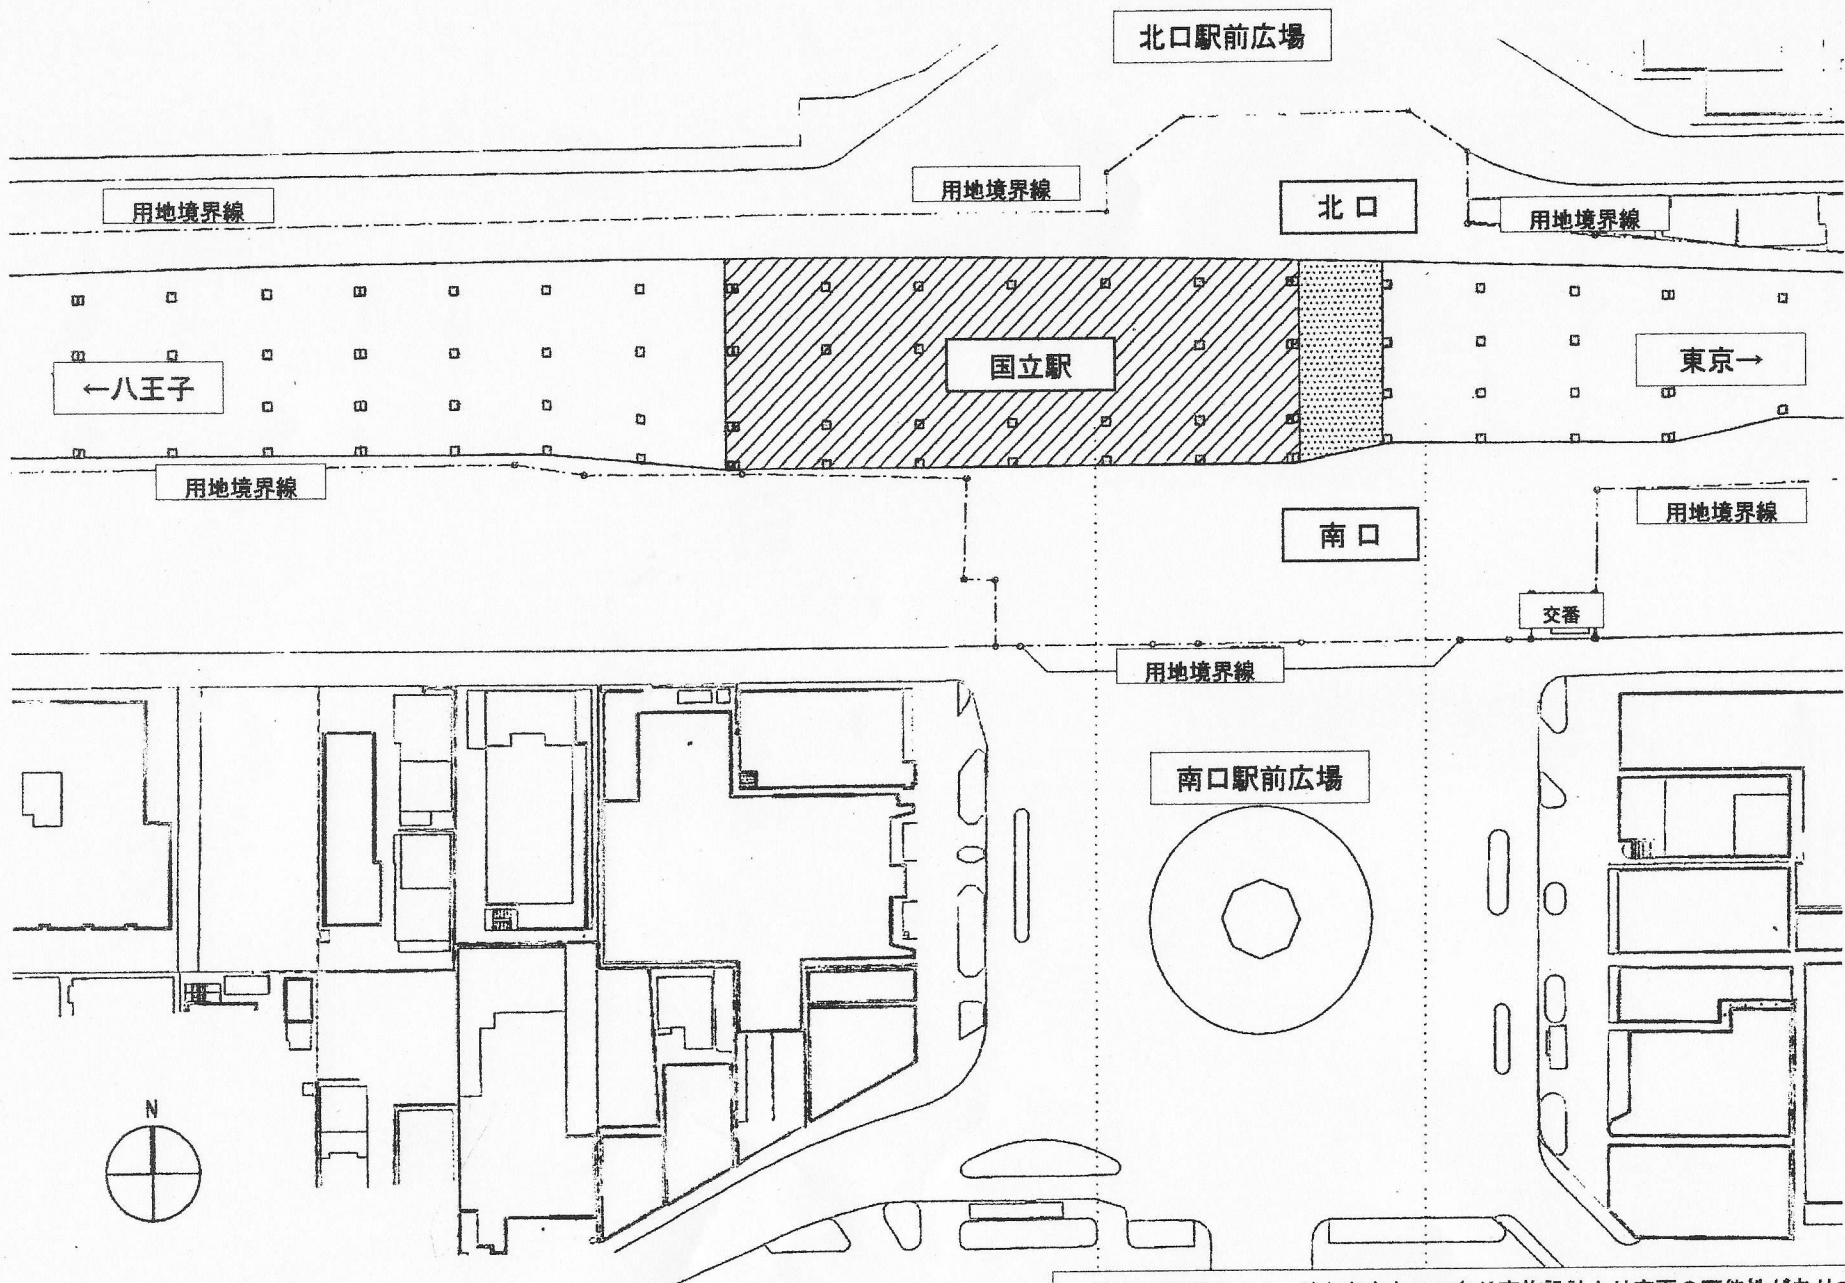 北口駅前広場
用地境界線
用地境界線
北口
用地境界線
国立駅
←八王子
東京→
用地境界線
南口
用地境界線
交番
用地境界線
南口駅前広場
N